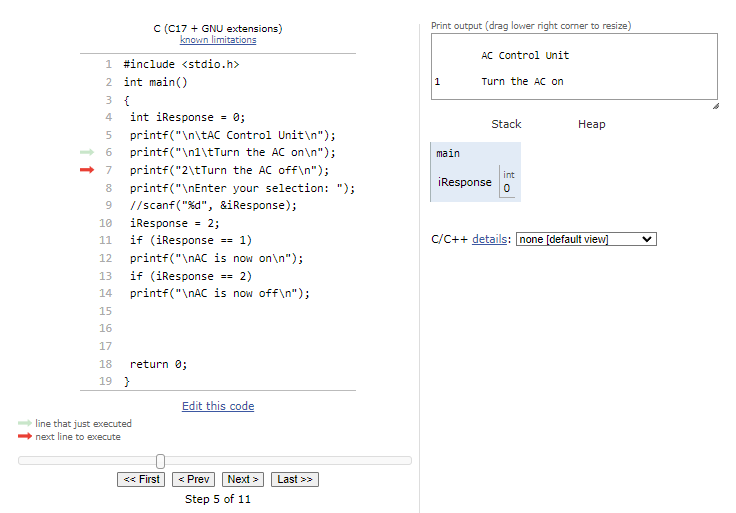 C (C17 + GNU extensions)
known limitations
1 #include <stdio.h>
2 int main()
3 {
4 int iResponse = 0;
5 printf("\n\tAC Control Unit\n");
6 printf("\n1\tTurn the AC on\n");
7 printf("2\tTurn the AC off\n");
8 printf("\nEnter your selection: ");
9 //scanf("%d", &iResponse);
10 iResponse = 2;
11 if (iResponse == 1)
12 printf("\nAC is now on\n");
13 if (iResponse == 2)
14 printf("\nAC is now off\n");
15
16
17
18 return 0;
19 }
Edit this code
line that just executed
next line to execute
<< First < Prev Next > Last >>
Step 5 of 11
Print output (drag lower right corner to resize)
AC Control Unit
1 Turn the AC on
Stack Heap
main
int
iResponse 0
C/C++ details: none [default view]